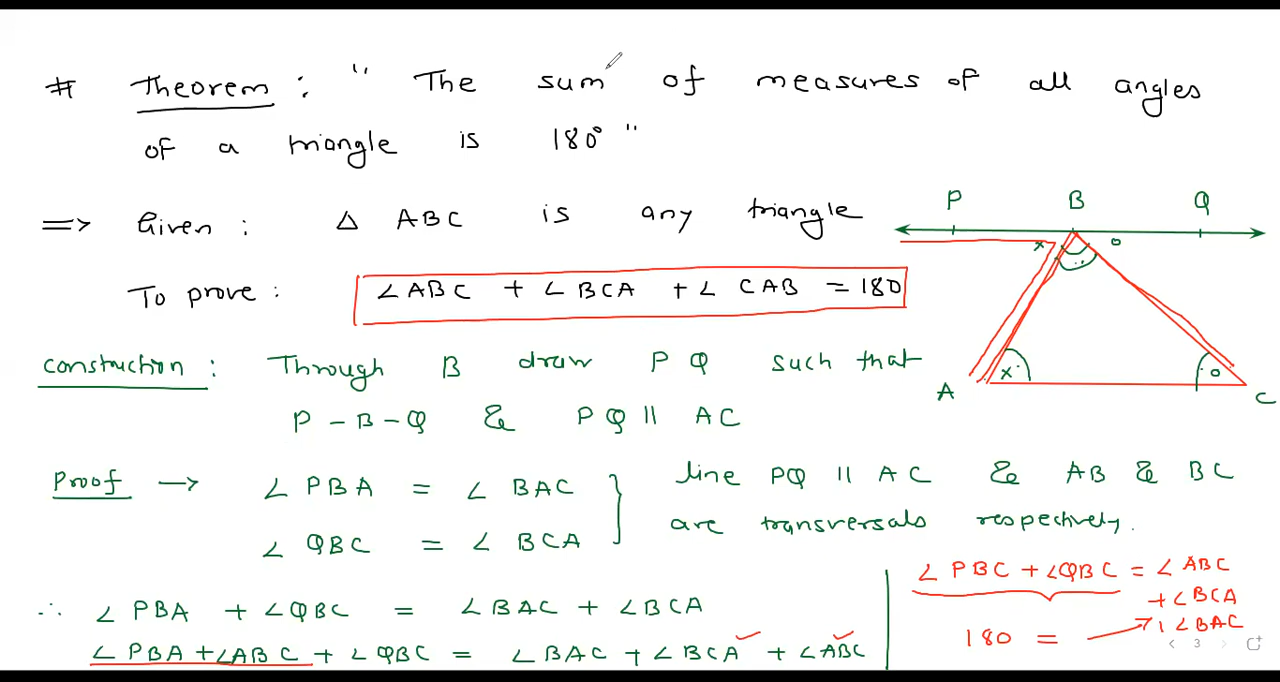 # Theorem : " The sum of measures of all angles
of a triangle is 180° "
=> Given : Δ ABC is any triangle
To prove : ∠ABC + ∠BCA + ∠CAB = 180
P B Q
x o
x o
A C
construction : Through B draw PQ such that
P - B - Q & PQ || AC
Proof → ∠PBA = ∠BAC } line PQ || AC & AB & BC
∠QBC = ∠BCA are transversals respectively.
∴ ∠PBA + ∠QBC = ∠BAC + ∠BCA
∠PBA + ∠ABC + ∠QBC = ∠BAC + ∠BCA + ∠ABC
∠PBC + ∠QBC = ∠ABC
+ ∠BCA
+ ∠BAC
180 =
< 3 >